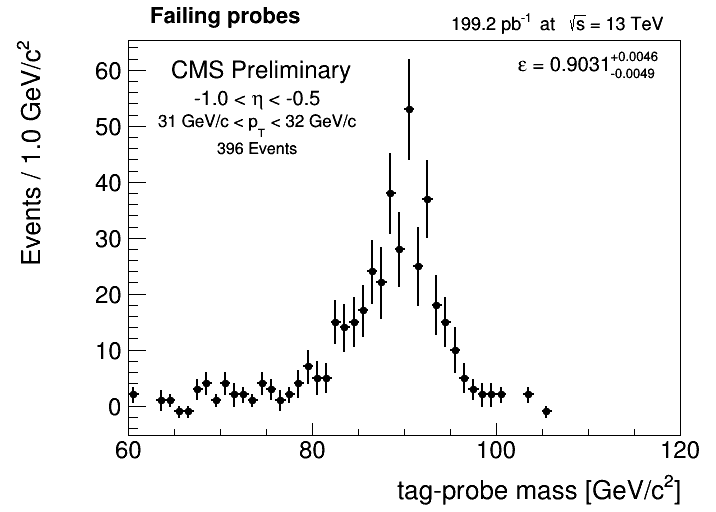 Failing probes
199.2 pb⁻¹ at √s = 13 TeV
CMS Preliminary
ε = 0.9031 +0.0046 -0.0049
-1.0 < η < -0.5
31 GeV/c < p_T < 32 GeV/c
396 Events
Events / 1.0 GeV/c²
60
50
40
30
20
10
0
60 80 100 120
tag-probe mass [GeV/c²]